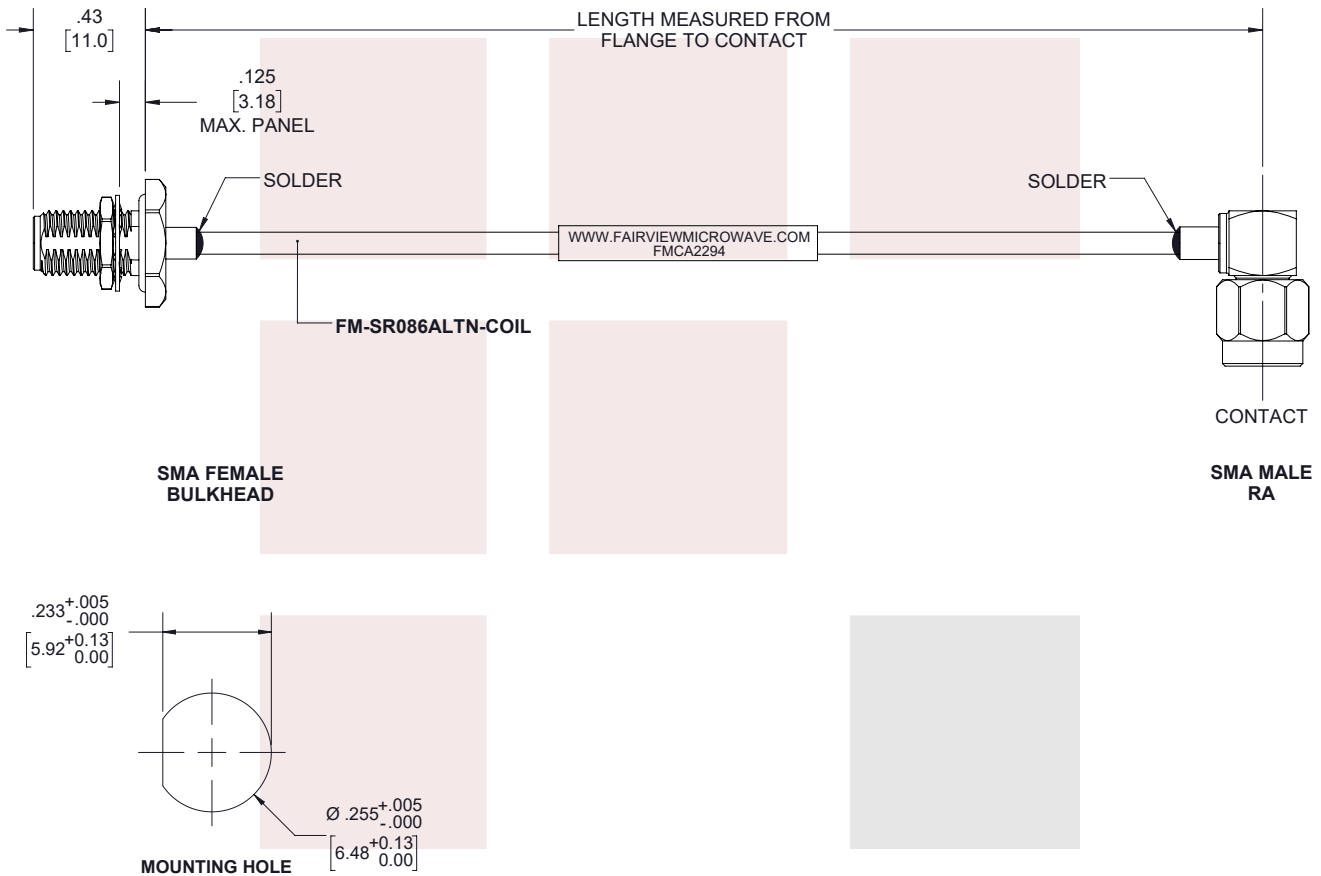 .43
[11.0]
LENGTH MEASURED FROM
FLANGE TO CONTACT
.125
[3.18]
MAX. PANEL
SOLDER
SOLDER
WWW.FAIRVIEWMICROWAVE.COM
FMCA2294
FM-SR086ALTN-COIL
CONTACT
SMA FEMALE
BULKHEAD
SMA MALE
RA
.233 +.005
-.000
[5.92 +0.13
0.00]
Ø .255 +.005
-.000
[6.48 +0.13
0.00]
MOUNTING HOLE